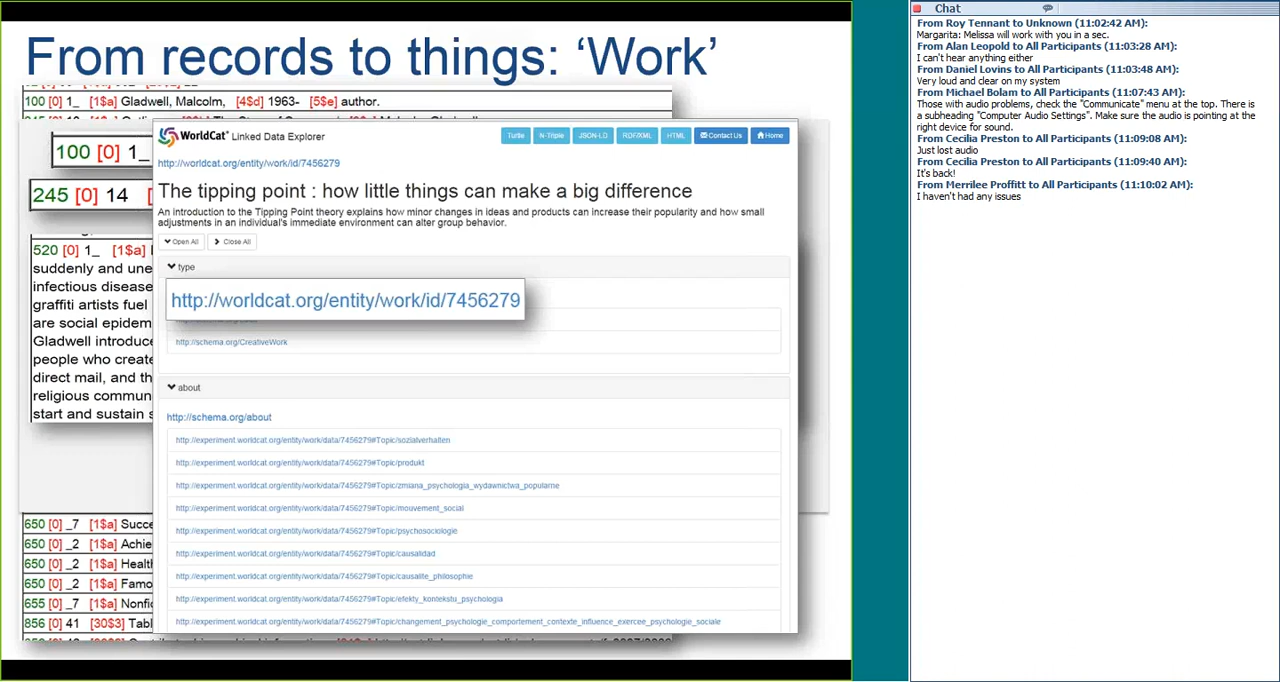 From records to things: ‘Work’
100 [0] 1_ [1$a] Gladwell, Malcolm, [4$d] 1963- [5$e] author.
100 [0] 1_
245 [0] 14
520 [0] 1_ [1$a]
suddenly and une
infectious disease
graffiti artists fuel
are social epidem
Gladwell introduce
people who create
direct mail, and th
religious commun
start and sustain s
650 [0] _7 [1$a] Succe
650 [0] _2 [1$a] Achie
650 [0] _2 [1$a] Health
650 [0] _2 [1$a] Famo
655 [0] _7 [1$a] Nonfic
856 [0] 41 [30$3] Tabl
WorldCat Linked Data Explorer
Turtle N-Triple JSON-LD RDF/XML HTML Contact Us Home
http://worldcat.org/entity/work/id/7456279
The tipping point : how little things can make a big difference
An introduction to the Tipping Point theory explains how minor changes in ideas and products can increase their popularity and how small
adjustments in an individual's immediate environment can alter group behavior.
Open All Close All
type
http://worldcat.org/entity/work/id/7456279
http://schema.org/CreativeWork
about
http://schema.org/about
http://experiment.worldcat.org/entity/work/data/7456279#Topic/sozialverhalten
http://experiment.worldcat.org/entity/work/data/7456279#Topic/produkt
http://experiment.worldcat.org/entity/work/data/7456279#Topic/zmiana_psychologia_wydawnictwa_popularne
http://experiment.worldcat.org/entity/work/data/7456279#Topic/mouvement_social
http://experiment.worldcat.org/entity/work/data/7456279#Topic/psychosociologie
http://experiment.worldcat.org/entity/work/data/7456279#Topic/causalidad
http://experiment.worldcat.org/entity/work/data/7456279#Topic/causalite_philosophie
http://experiment.worldcat.org/entity/work/data/7456279#Topic/efekty_kontekstu_psychologia
http://experiment.worldcat.org/entity/work/data/7456279#Topic/changement_psychologie_comportement_contexte_influence_exercee_psychologie_sociale
Chat
From Roy Tennant to Unknown (11:02:42 AM):
Margarita: Melissa will work with you in a sec.
From Alan Leopold to All Participants (11:03:28 AM):
I can't hear anything either
From Daniel Lovins to All Participants (11:03:48 AM):
Very loud and clear on my system
From Michael Bolam to All Participants (11:07:43 AM):
Those with audio problems, check the "Communicate" menu at the top. There is
a subheading "Computer Audio Settings". Make sure the audio is pointing at the
right device for sound.
From Cecilia Preston to All Participants (11:09:08 AM):
Just lost audio
From Cecilia Preston to All Participants (11:09:40 AM):
It's back!
From Merrilee Proffitt to All Participants (11:10:02 AM):
I haven't had any issues